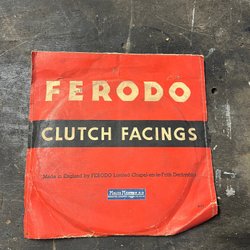 FERODO
CLUTCH FACINGS
Made in England by FERODO Limited Chapel-en-le-Frith Derbyshire